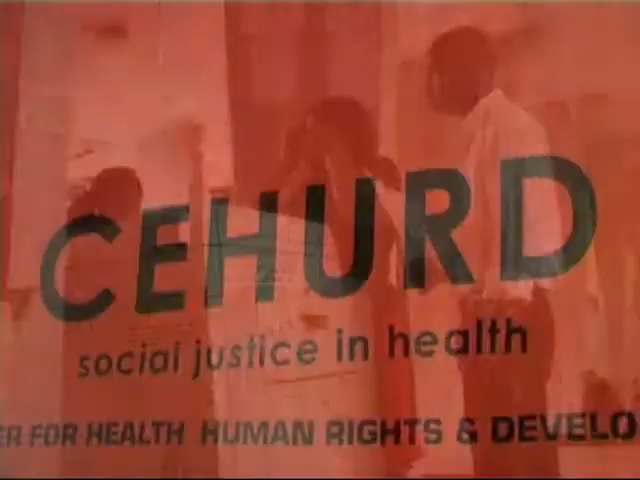 CEHURD
social justice in health
ER FOR HEALTH HUMAN RIGHTS & DEVELO